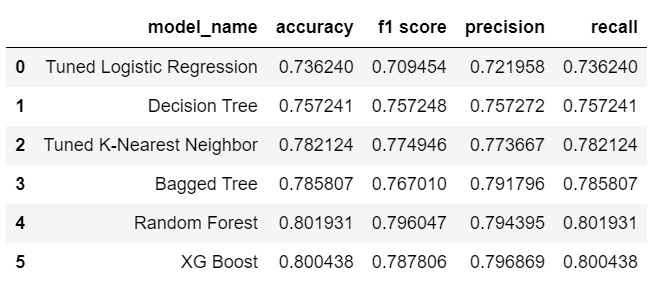 model_name accuracy f1 score precision recall
0 Tuned Logistic Regression 0.736240 0.709454 0.721958 0.736240
1 Decision Tree 0.757241 0.757248 0.757272 0.757241
2 Tuned K-Nearest Neighbor 0.782124 0.774946 0.773667 0.782124
3 Bagged Tree 0.785807 0.767010 0.791796 0.785807
4 Random Forest 0.801931 0.796047 0.794395 0.801931
5 XG Boost 0.800438 0.787806 0.796869 0.800438